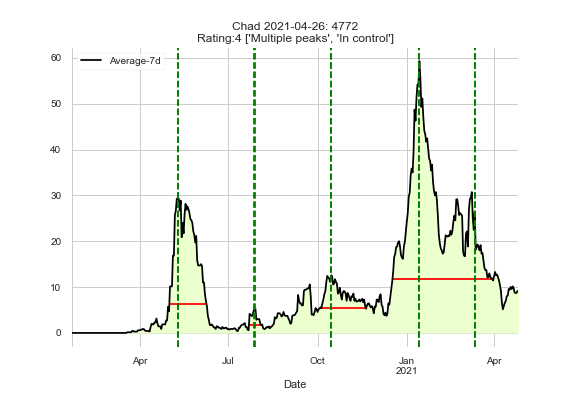 Chad 2021-04-26: 4772
Rating:4 ['Multiple peaks', 'In control']
Average-7d
60
50
40
30
20
10
0
Apr
Jul
Oct
Jan
2021
Apr
Date